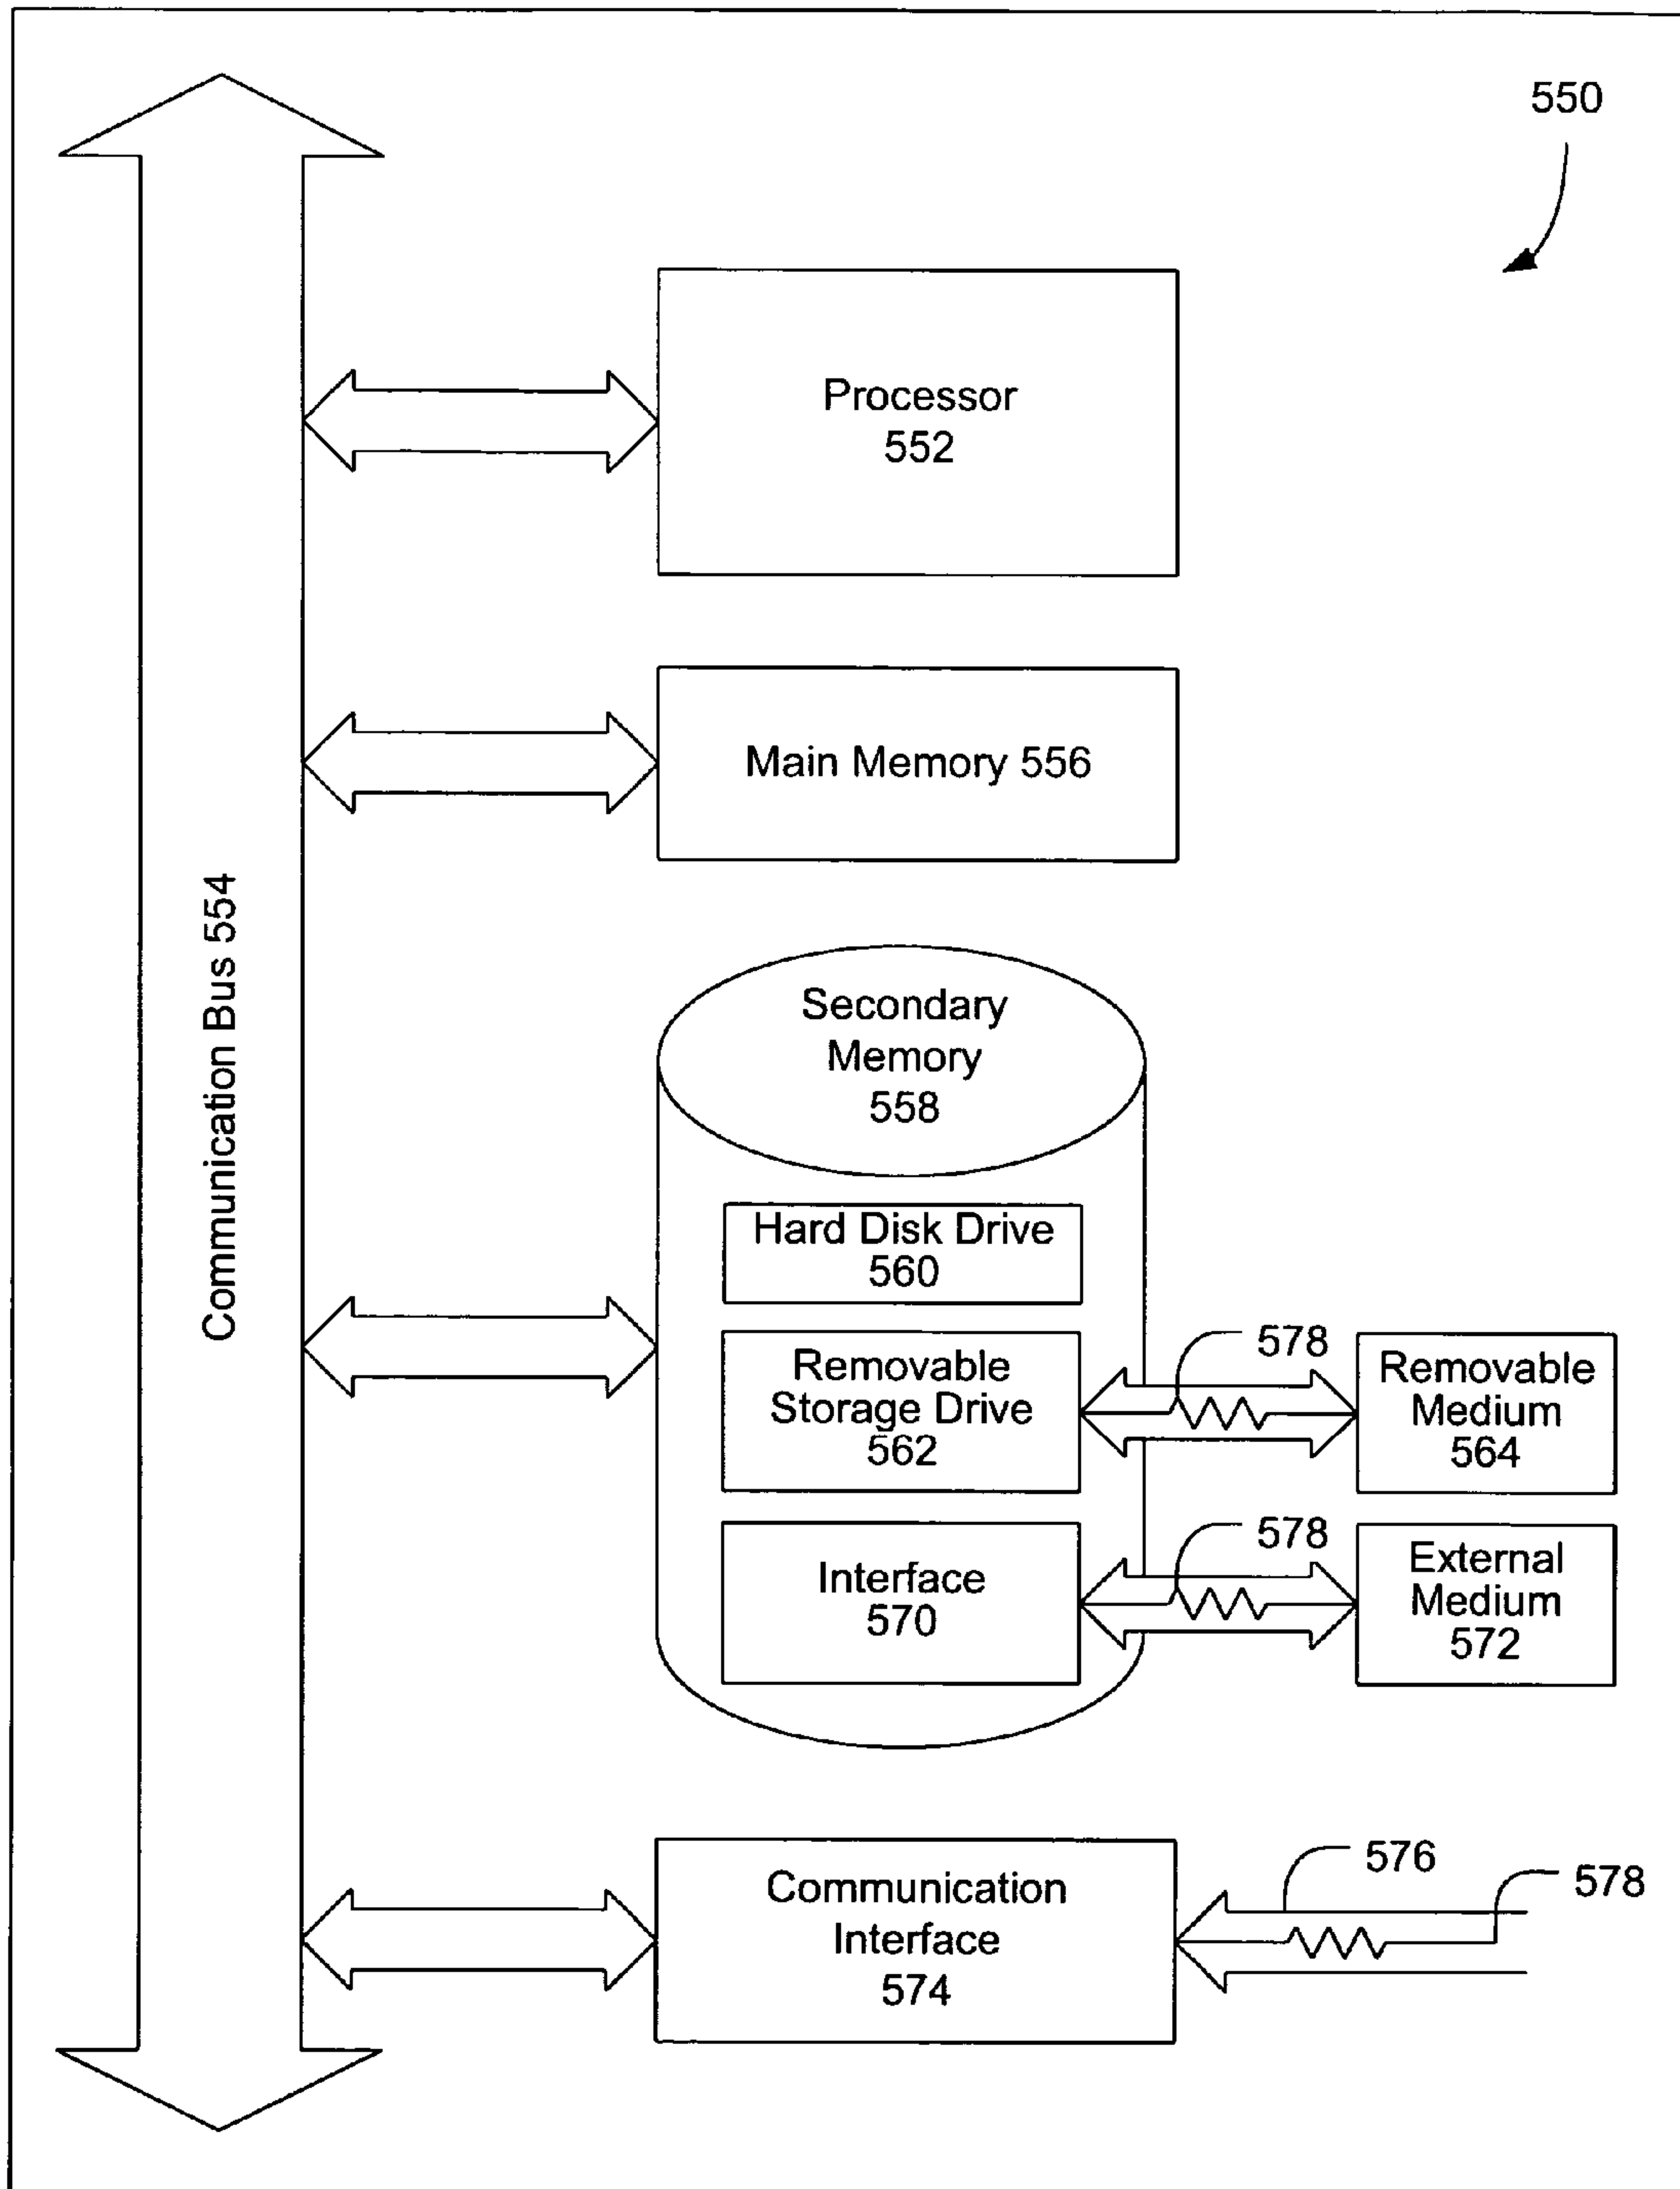 550
Processor
552
Main Memory 556
Communication Bus 554
Secondary
Memory
558
Hard Disk Drive
560
Removable
Storage Drive
562
578
Removable
Medium
564
Interface
570
578
External
Medium
572
Communication
Interface
574
576
578